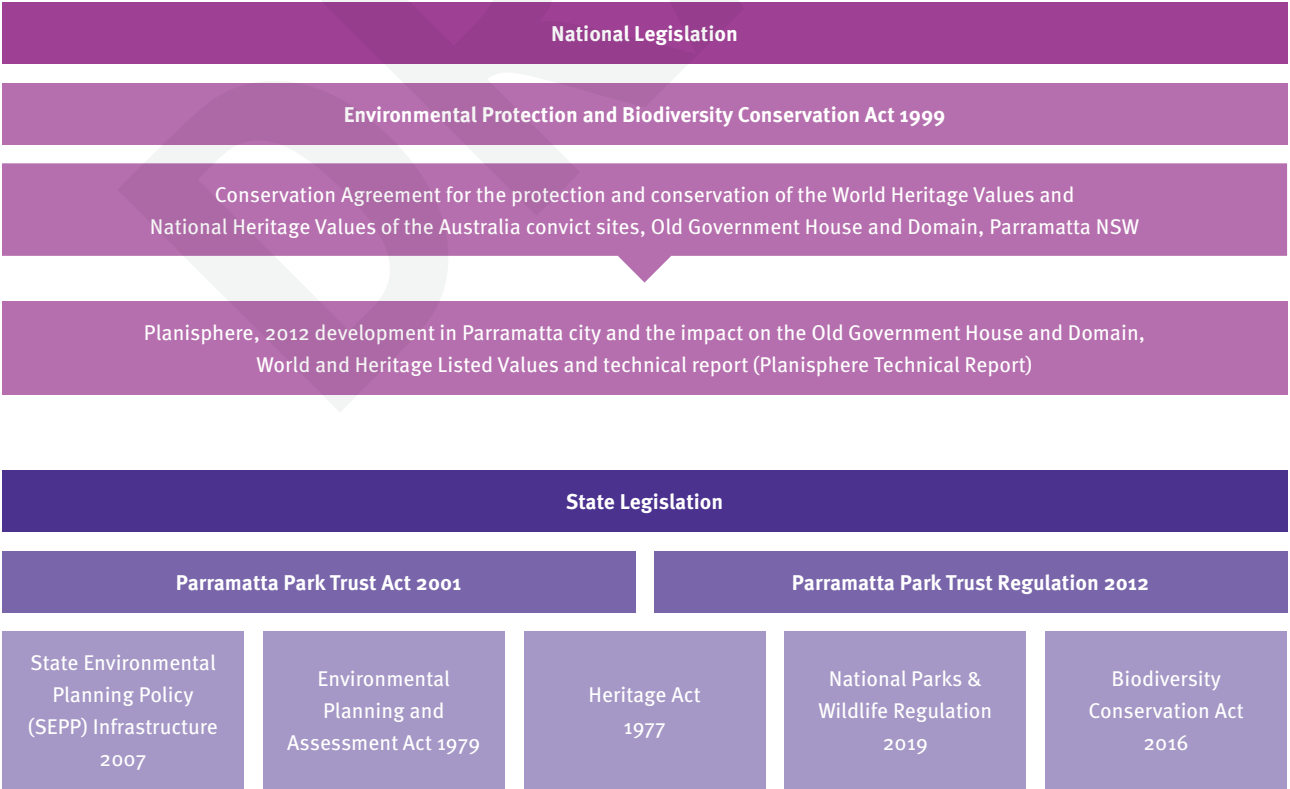 National Legislation
Environmental Protection and Biodiversity Conservation Act 1999
Conservation Agreement for the protection and conservation of the World Heritage Values and
National Heritage Values of the Australia convict sites, Old Government House and Domain, Parramatta NSW
Planisphere, 2012 development in Parramatta city and the impact on the Old Government House and Domain,
World and Heritage Listed Values and technical report (Planisphere Technical Report)
State Legislation
Parramatta Park Trust Act 2001
Parramatta Park Trust Regulation 2012
State Environmental
Planning Policy
(SEPP) Infrastructure
2007
Environmental
Planning and
Assessment Act 1979
Heritage Act
1977
National Parks &
Wildlife Regulation
2019
Biodiversity
Conservation Act
2016